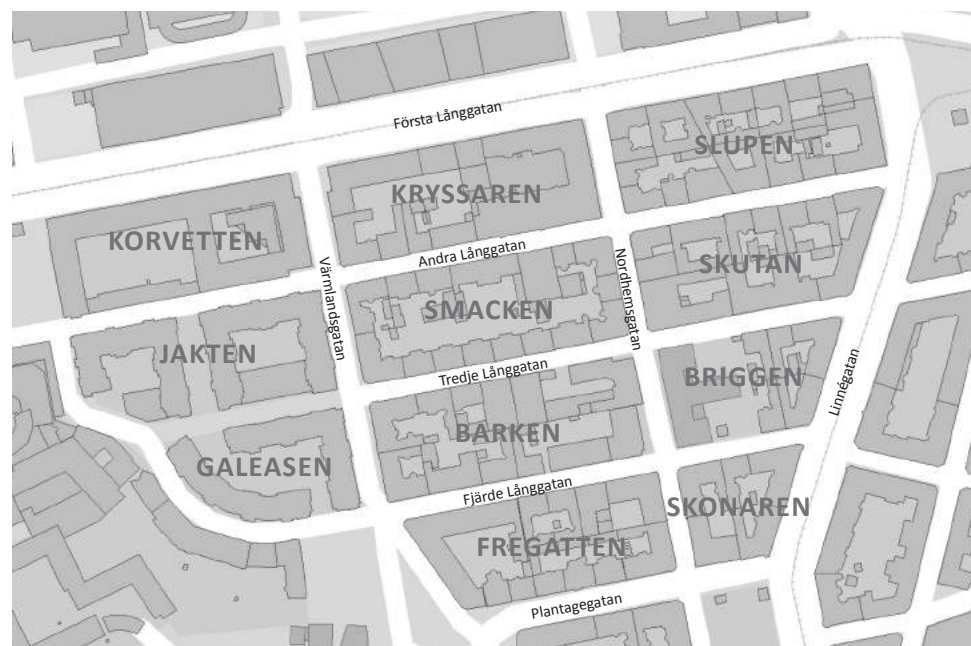 Första Långgatan
SLUPEN
KRYSSAREN
KORVETTEN
Andra Långgatan
SKUTAN
Värmlandsgatan
Nordhemsgatan
SMACKEN
JAKTEN
Tredje Långgatan
BRIGGEN
Linnégatan
BARKEN
GALEASEN
Fjärde Långgatan
SKONAREN
FREGATTEN
Plantagegatan